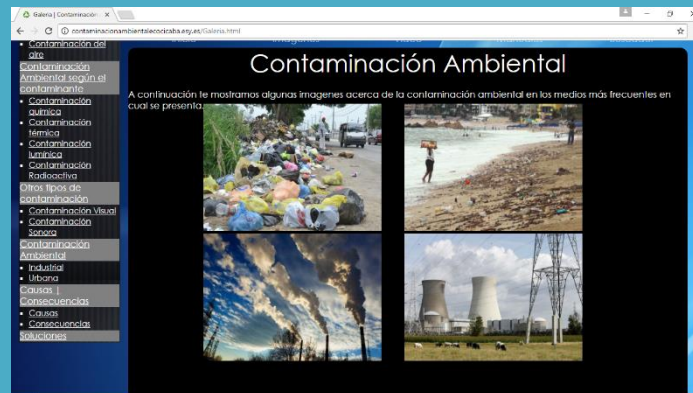 Galeria | Contaminación
contaminacionambientalecocicaba.esy.es/Galeria.html
Contaminación del
aire
Contaminación
Ambiental según el
contaminante
Contaminación
química
Contaminación
térmica
Contaminación
lumínica
Contaminación
Radioactiva
Otros tipos de
contaminación
Contaminación Visual
Contaminación
Sonora
Contaminación
Ambiental
Industrial
Urbana
Causas |
Consecuencias
Causas
Consecuencias
Soluciones
Contaminación Ambiental
A continuación te mostramos algunas imagenes acerca de la contaminación ambiental en los medios más frecuentes en
cual se presenta.